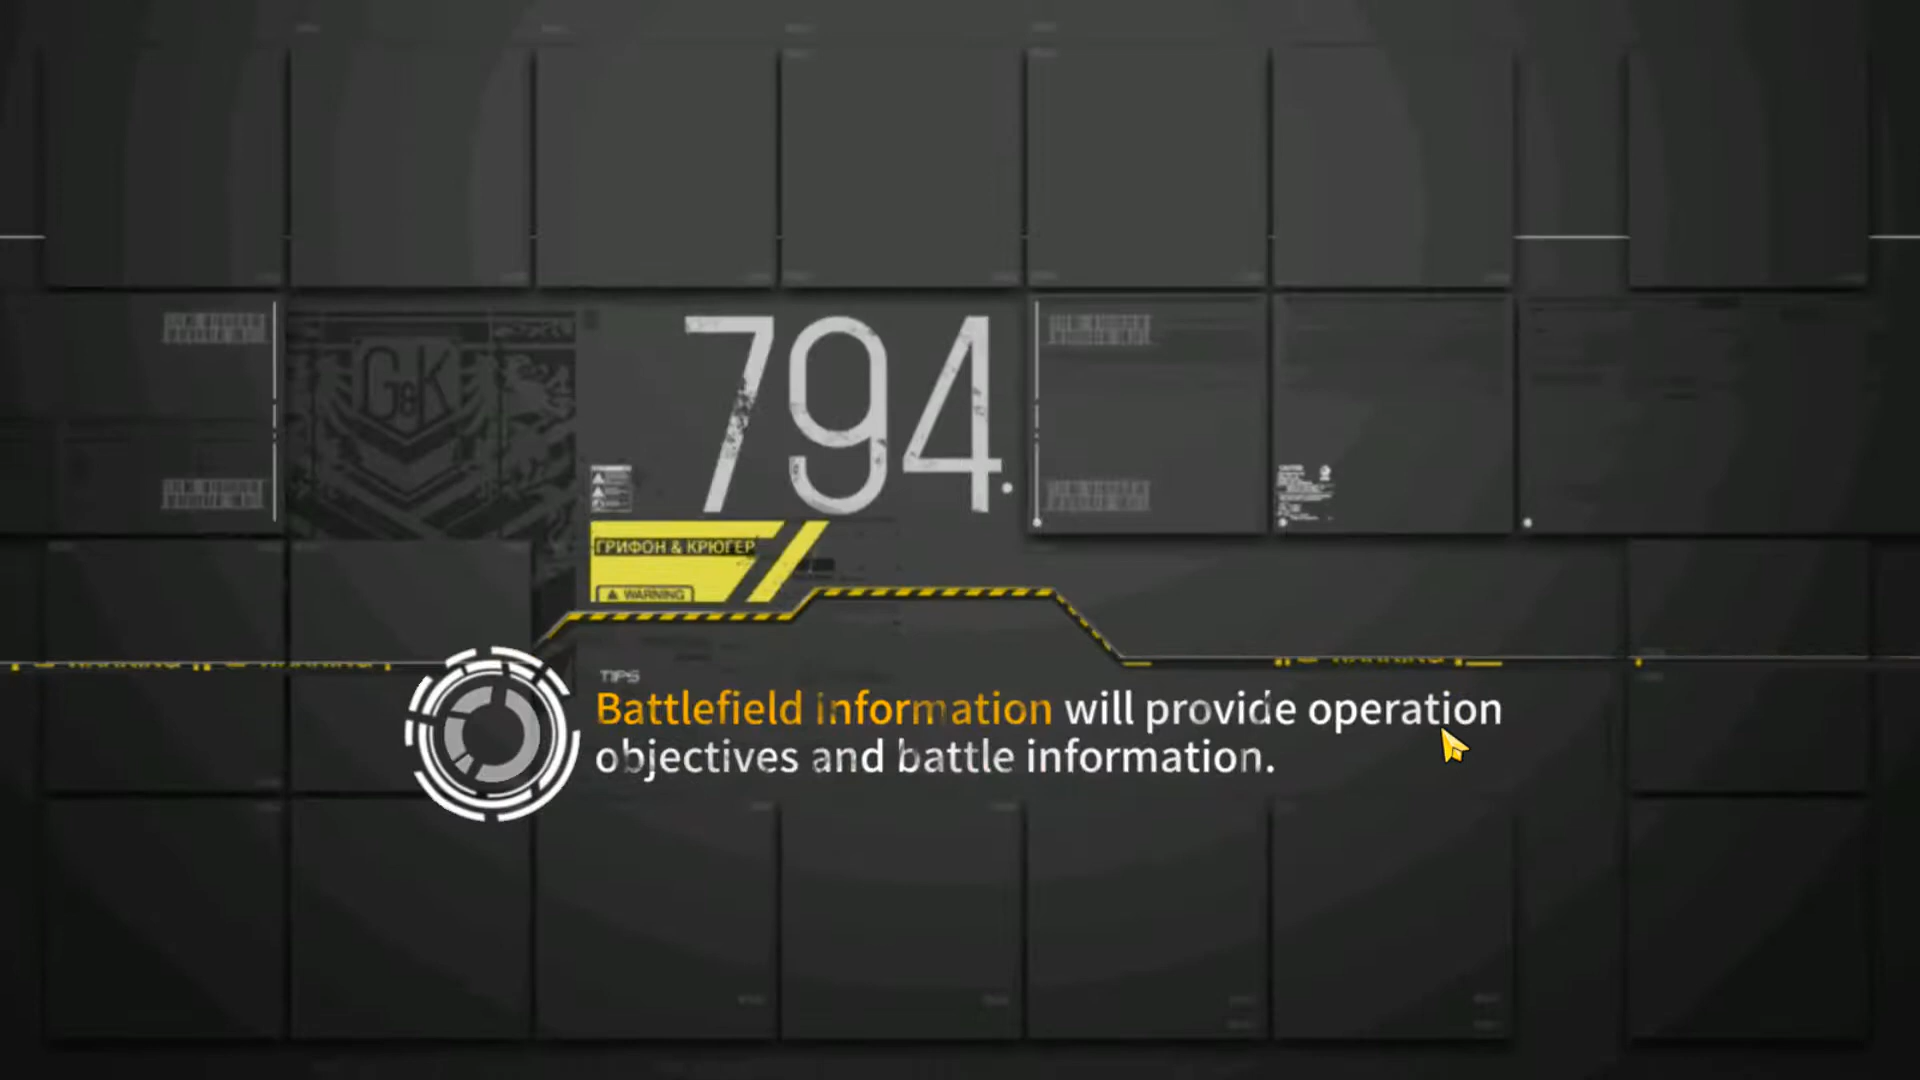 G&K
794.
ГРИФОН & КРЮГЕР
WARNING
TIPS
Battlefield information will provide operation
objectives and battle information.